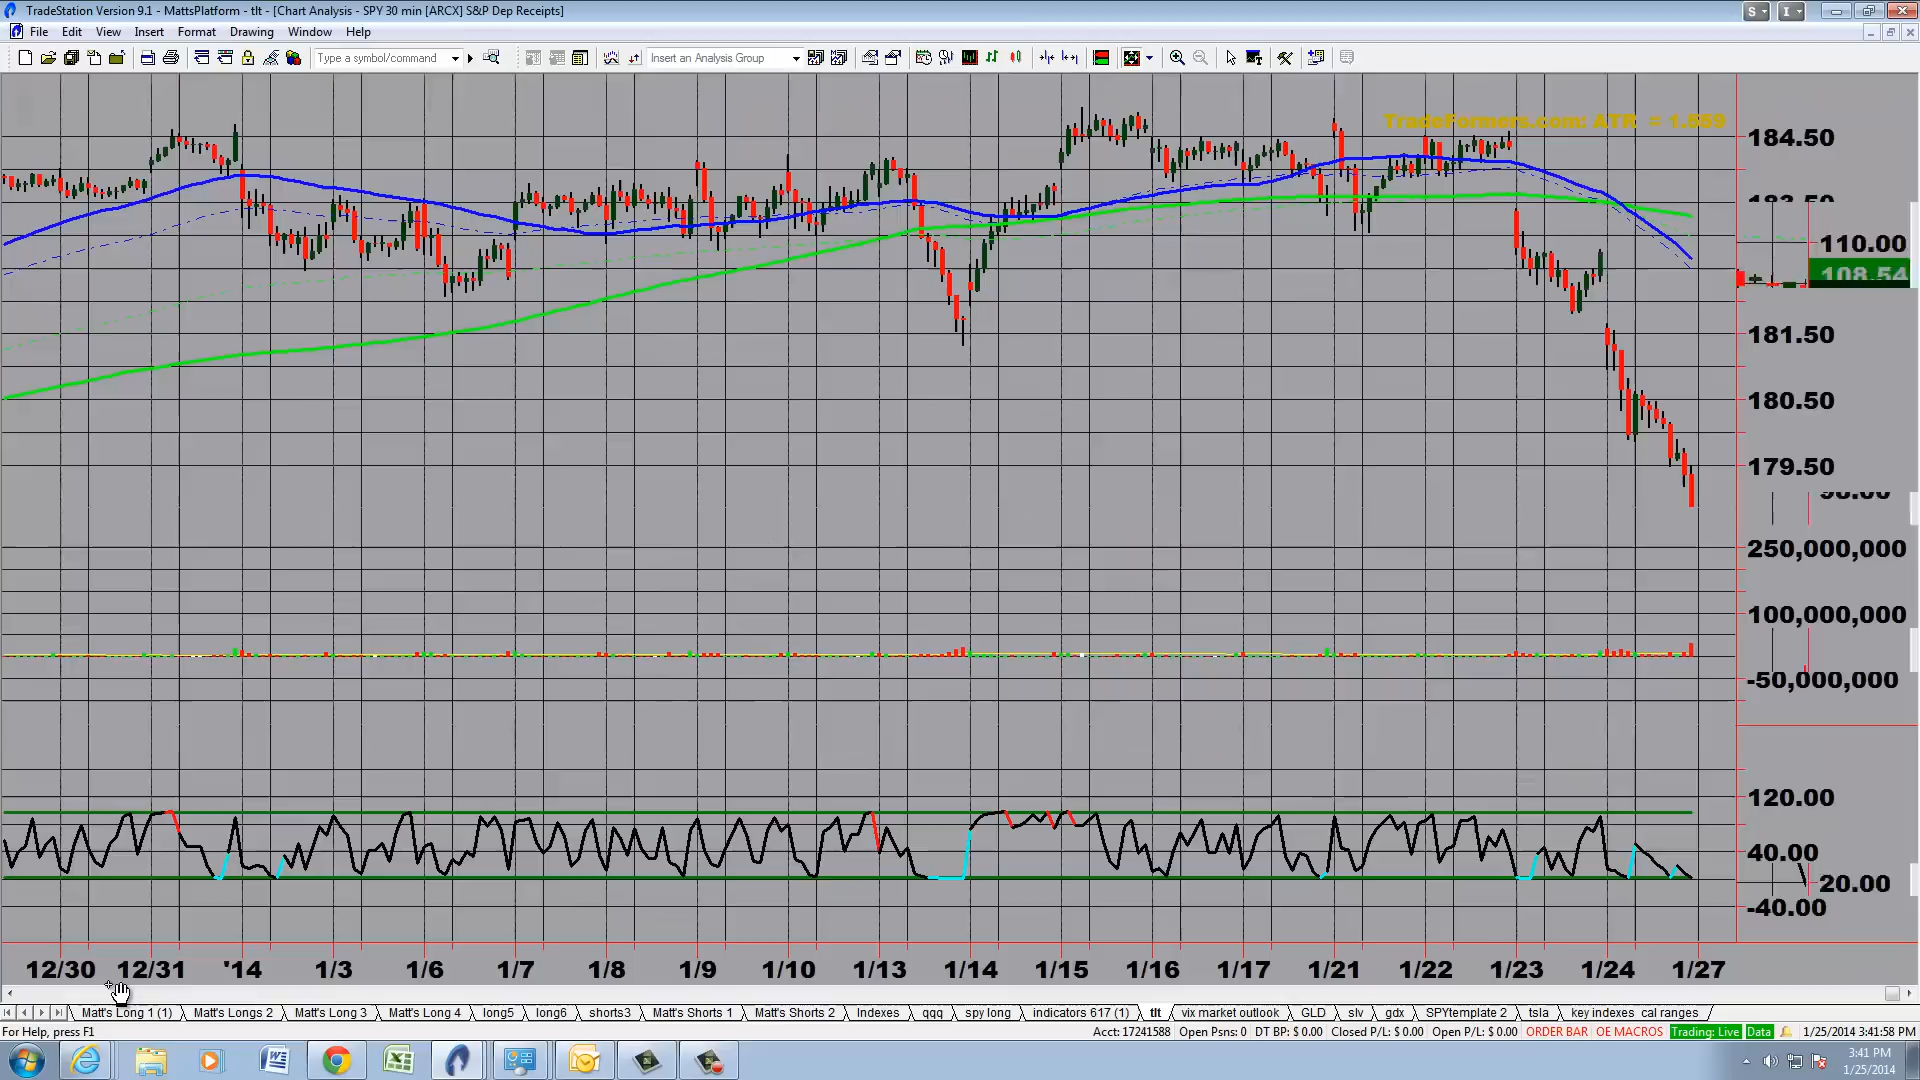 TradeStation Version 9.1 - MattsPlatform - tlt - [Chart Analysis - SPY 30 min [ARCX] S&P Dep Receipts]
S I
File Edit View Insert Format Drawing Window Help
Type a symbol/command Insert an Analysis Group
TradeFormers.com: ATR = 1.659
184.50
183.50
110.00
108.54
181.50
180.50
179.50
98.00
250,000,000
100,000,000
-50,000,000
120.00
40.00
20.00
-40.00
12/30 12/31 '14 1/3 1/6 1/7 1/8 1/9 1/10 1/13 1/14 1/15 1/16 1/17 1/21 1/22 1/23 1/24 1/27
Matt's Long 1 (1) Matt's Longs 2 Matt's Long 3 Matt's Long 4 long5 long6 shorts3 Matt's Shorts 1 Matt's Shorts 2 Indexes qqq spy long indicators 617 (1) tlt vix market outlook GLD slv gdx SPYtemplate 2 tsla key indexes cal ranges
For Help, press F1 Acct: 17241588 Open Psns: 0 DT BP: $ 0.00 Closed P/L: $ 0.00 Open P/L: $ 0.00 ORDER BAR OE MACROS Trading: Live Data 1/25/2014 3:41:58 PM
3:41 PM
1/25/2014